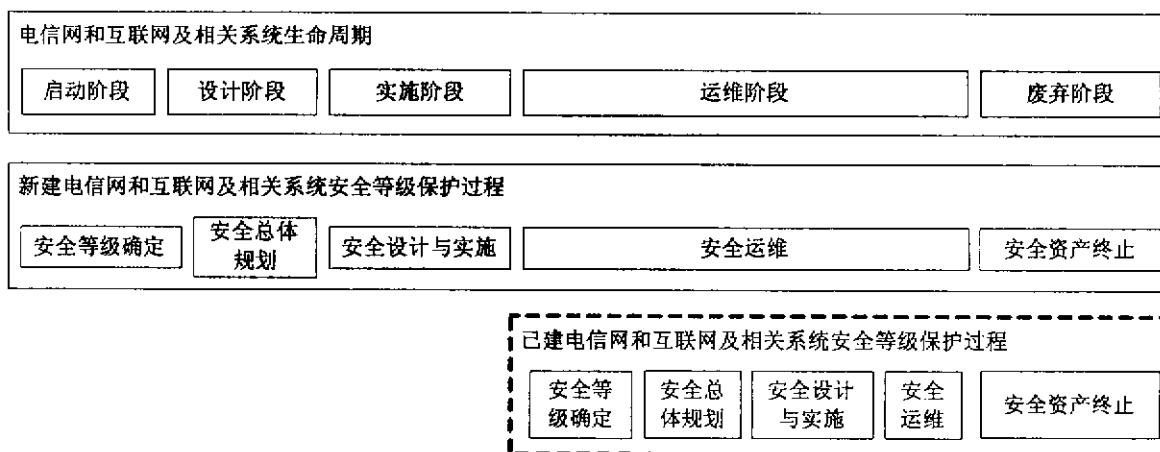 电信网和互联网及相关系统生命周期
启动阶段 设计阶段 实施阶段 运维阶段 废弃阶段
新建电信网和互联网及相关系统安全等级保护过程
安全等级确定 安全总体 安全设计与实施 安全运维 安全资产终止
规划
已建电信网和互联网及相关系统安全等级保护过程
安全等 安全总 安全设计 安全 安全资产终止
级确定 体规划 与实施 运维